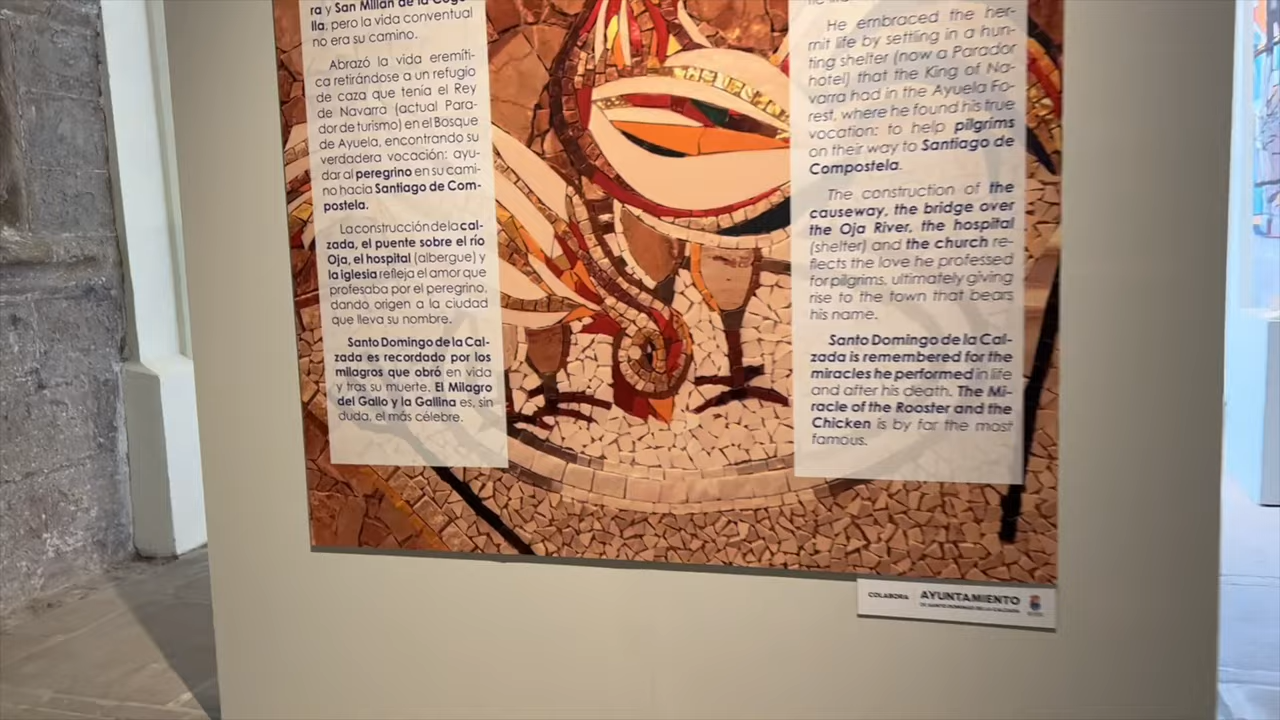 ra y San Millán de la Cogo-
lla, pero la vida conventual
no era su camino.
Abrazó la vida eremíti-
ca retirándose a un refugio
de caza que tenía el Rey
de Navarra (actual Para-
dor de turismo) en el Bosque
de Ayuela, encontrando su
verdadera vocación: ayu-
dar al peregrino en su cami-
no hacia Santiago de Com-
postela.
La construcción de la cal-
zada, el puente sobre el río
Oja, el hospital (albergue) y
la iglesia refleja el amor que
profesaba por el peregrino,
dando origen a la ciudad
que lleva su nombre.
Santo Domingo de la Cal-
zada es recordado por los
milagros que obró en vida
y tras su muerte. El Milagro
del Gallo y la Gallina es, sin
duda, el más célebre.
He embraced the her-
mit life by settling in a hun-
ting shelter (now a Parador
hotel) that the King of Na-
varra had in the Ayuela Fo-
rest, where he found his true
vocation: to help pilgrims
on their way to Santiago de
Compostela.
The construction of the
causeway, the bridge over
the Oja River, the hospital
(shelter) and the church re-
flects the love he professed
for pilgrims, ultimately giving
rise to the town that bears
his name.
Santo Domingo de la Cal-
zada is remembered for the
miracles he performed in life
and after his death. The Mi-
racle of the Rooster and the
Chicken is by far the most
famous.
COLABORA AYUNTAMIENTO
DE SANTO DOMINGO DE LA CALZADA